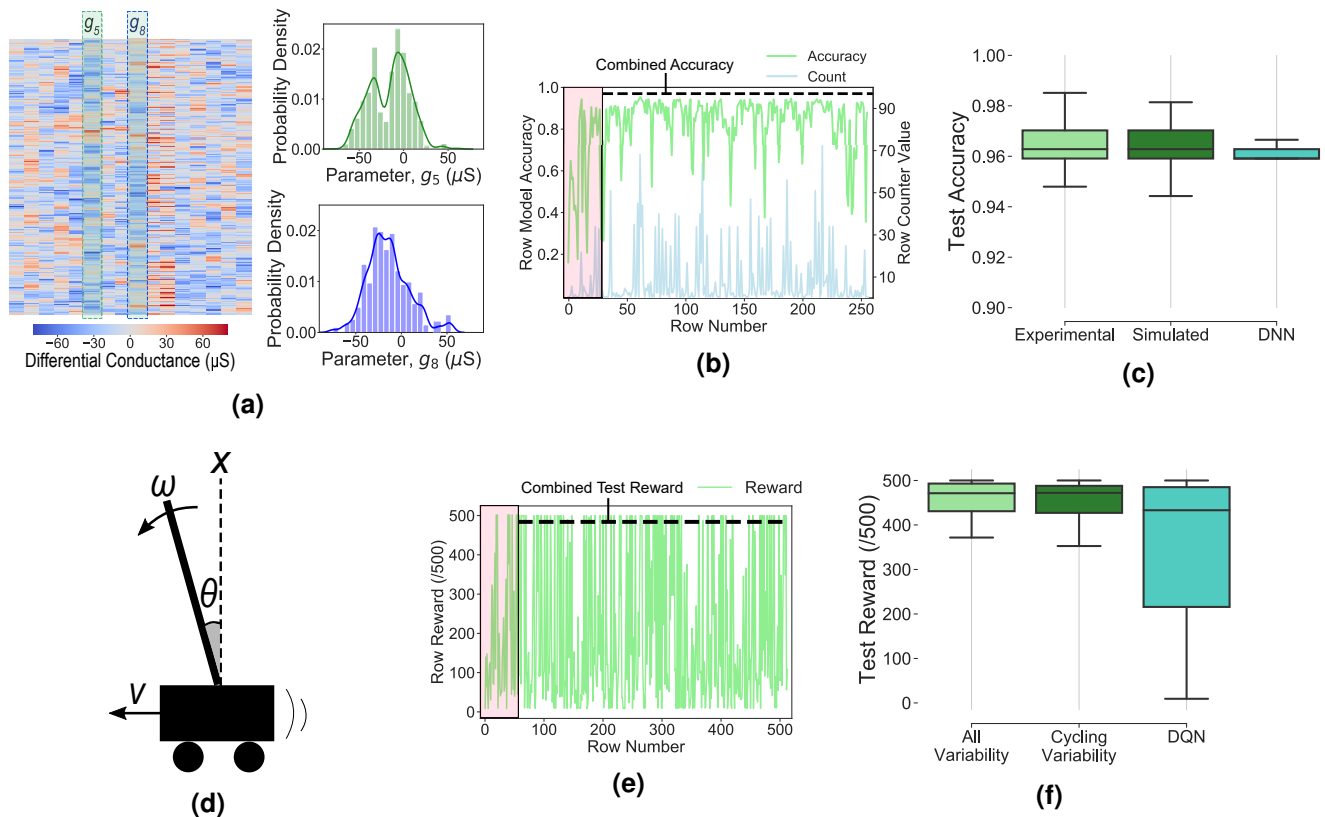 g5
g8
−60 −30 0 30 60
Differential Conductance (µS)
Probability Density
0.02
0.01
0.00
−50 0 50
Parameter, g5 (µS)
Probability Density
0.02
0.01
0.00
−50 0 50
Parameter, g8 (µS)
(a)
Accuracy
Count
Combined Accuracy
Row Model Accuracy
1.0
0.8
0.6
0.4
0.2
Row Counter Value
90
70
50
30
10
0 50 100 150 200 250
Row Number
(b)
Test Accuracy
1.00
0.98
0.96
0.94
0.92
0.90
Experimental Simulated DNN
(c)
x
ω
θ
v
(d)
Combined Test Reward
Reward
Row Reward (/500)
500
400
300
200
100
0
0 100 200 300 400 500
Row Number
(e)
Test Reward (/500)
500
400
300
200
100
0
All Variability
Cycling Variability
DQN
(f)